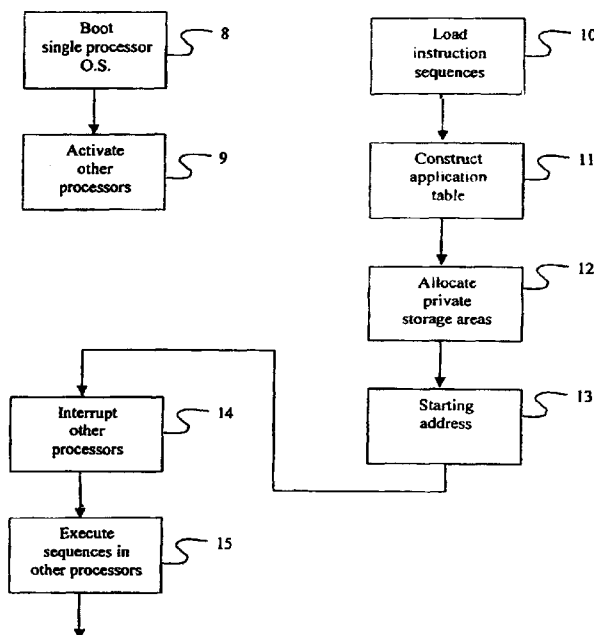 Boot
single processor
O.S.
8
Activate
other
processors
9
Load
instruction
sequences
10
Construct
application
table
11
Allocate
private
storage areas
12
Starting
address
13
Interrupt
other
processors
14
Execute
sequences in
other processors
15